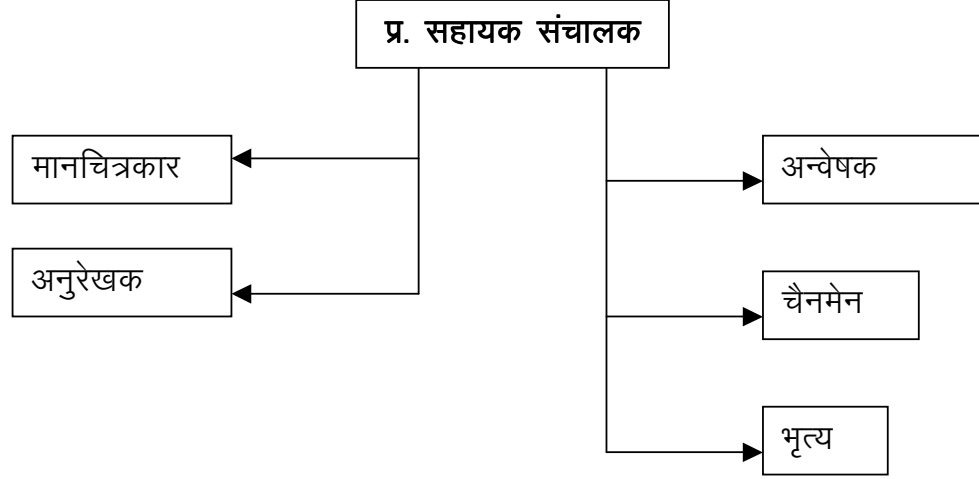 प्र. सहायक संचालक
मानचित्रकार
अन्वेषक
अनुरेखक
चैनमेन
भृत्य